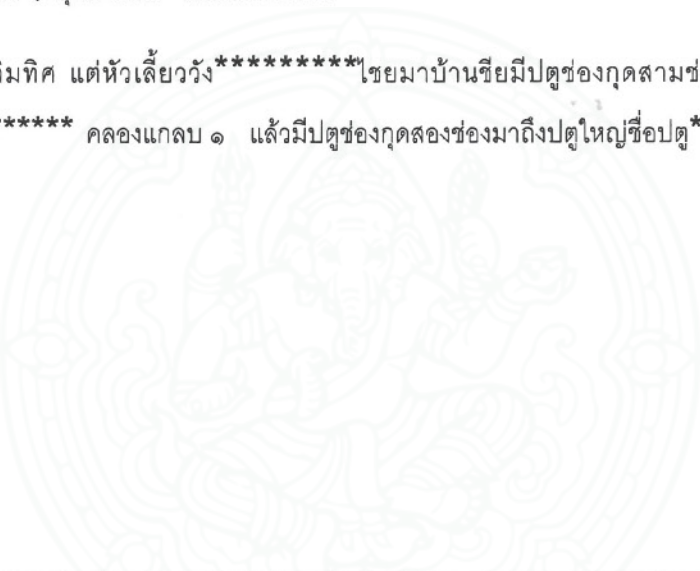 ิมทิศ แต่หัวเลี้ยววัง*********ไชยมาบ้านชียมีปตูช่องกุดสามช่
****** คลองแกลบ ๑ แล้วมีปตูช่องกุดสองช่องมาถึงปตูใหญ่ชื่อปตู*